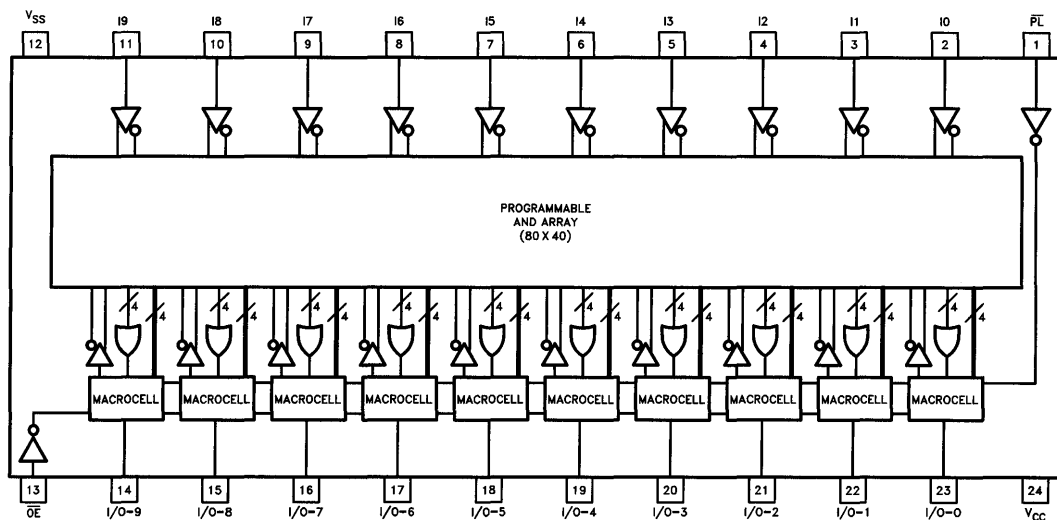 VSS I9 I8 I7 I6 I5 I4 I3 I2 I1 I0 PL
12 11 10 9 8 7 6 5 4 3 2 1
PROGRAMMABLE
AND ARRAY
(80 X 40)
4 4 4 4 4 4 4 4 4 4
4 4 4 4 4 4 4 4 4 4
MACROCELL MACROCELL MACROCELL MACROCELL MACROCELL MACROCELL MACROCELL MACROCELL MACROCELL MACROCELL
13 14 15 16 17 18 19 20 21 22 23 24
OE I/O-9 I/O-8 I/O-7 I/O-6 I/O-5 I/O-4 I/O-3 I/O-2 I/O-1 I/O-0 VCC